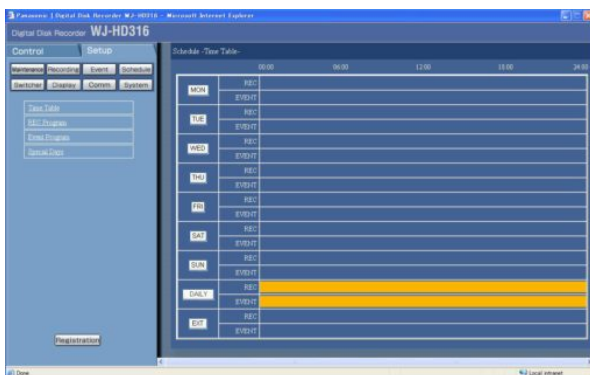 Panasonic | Digital Disk Recorder WJ-HD316 - Microsoft Internet Explorer
Digital Disk Recorder WJ-HD316
Control Setup
Maintenance Recording Event Schedule
Switcher Display Comm System
Time Table
REC Program
Event Program
Special Days
Registration
Schedule -Time Table-
00:00 06:00 12:00 18:00 24:00
MON REC
EVENT
TUE REC
EVENT
WED REC
EVENT
THU REC
EVENT
FRI REC
EVENT
SAT REC
EVENT
SUN REC
EVENT
DAILY REC
EVENT
EXT REC
EVENT
Done Local intranet